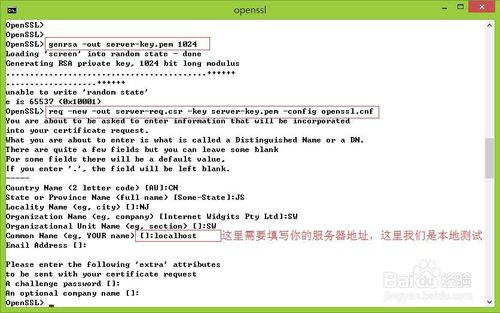 openssl
OpenSSL>
OpenSSL>
OpenSSL> genrsa -out server-key.pem 1024
Loading 'screen' into random state - done
Generating RSA private key, 1024 bit long modulus
.........................................++++++
..................++++++
unable to write 'random state'
e is 65537 (0x10001)
OpenSSL> req -new -out server-req.csr -key server-key.pem -config openssl.cnf
You are about to be asked to enter information that will be incorporated
into your certificate request.
What you are about to enter is what is called a Distinguished Name or a DN.
There are quite a few fields but you can leave some blank
For some fields there will be a default value,
If you enter '.', the field will be left blank.
-----
Country Name (2 letter code) [AU]:CN
State or Province Name (full name) [Some-State]:JS
Locality Name (eg, city) []:NJ
Organization Name (eg, company) [Internet Widgits Pty Ltd]:SW
Organizational Unit Name (eg, section) []:SW
Common Name (eg, YOUR name) []:localhost 这里需要填写你的服务器地址，这里我们是本地测试
Email Address []:
Please enter the following 'extra' attributes
to be sent with your certificate request
A challenge password []:
An optional company name []:
OpenSSL>
Baidu 经验
jingyan.baidu.com